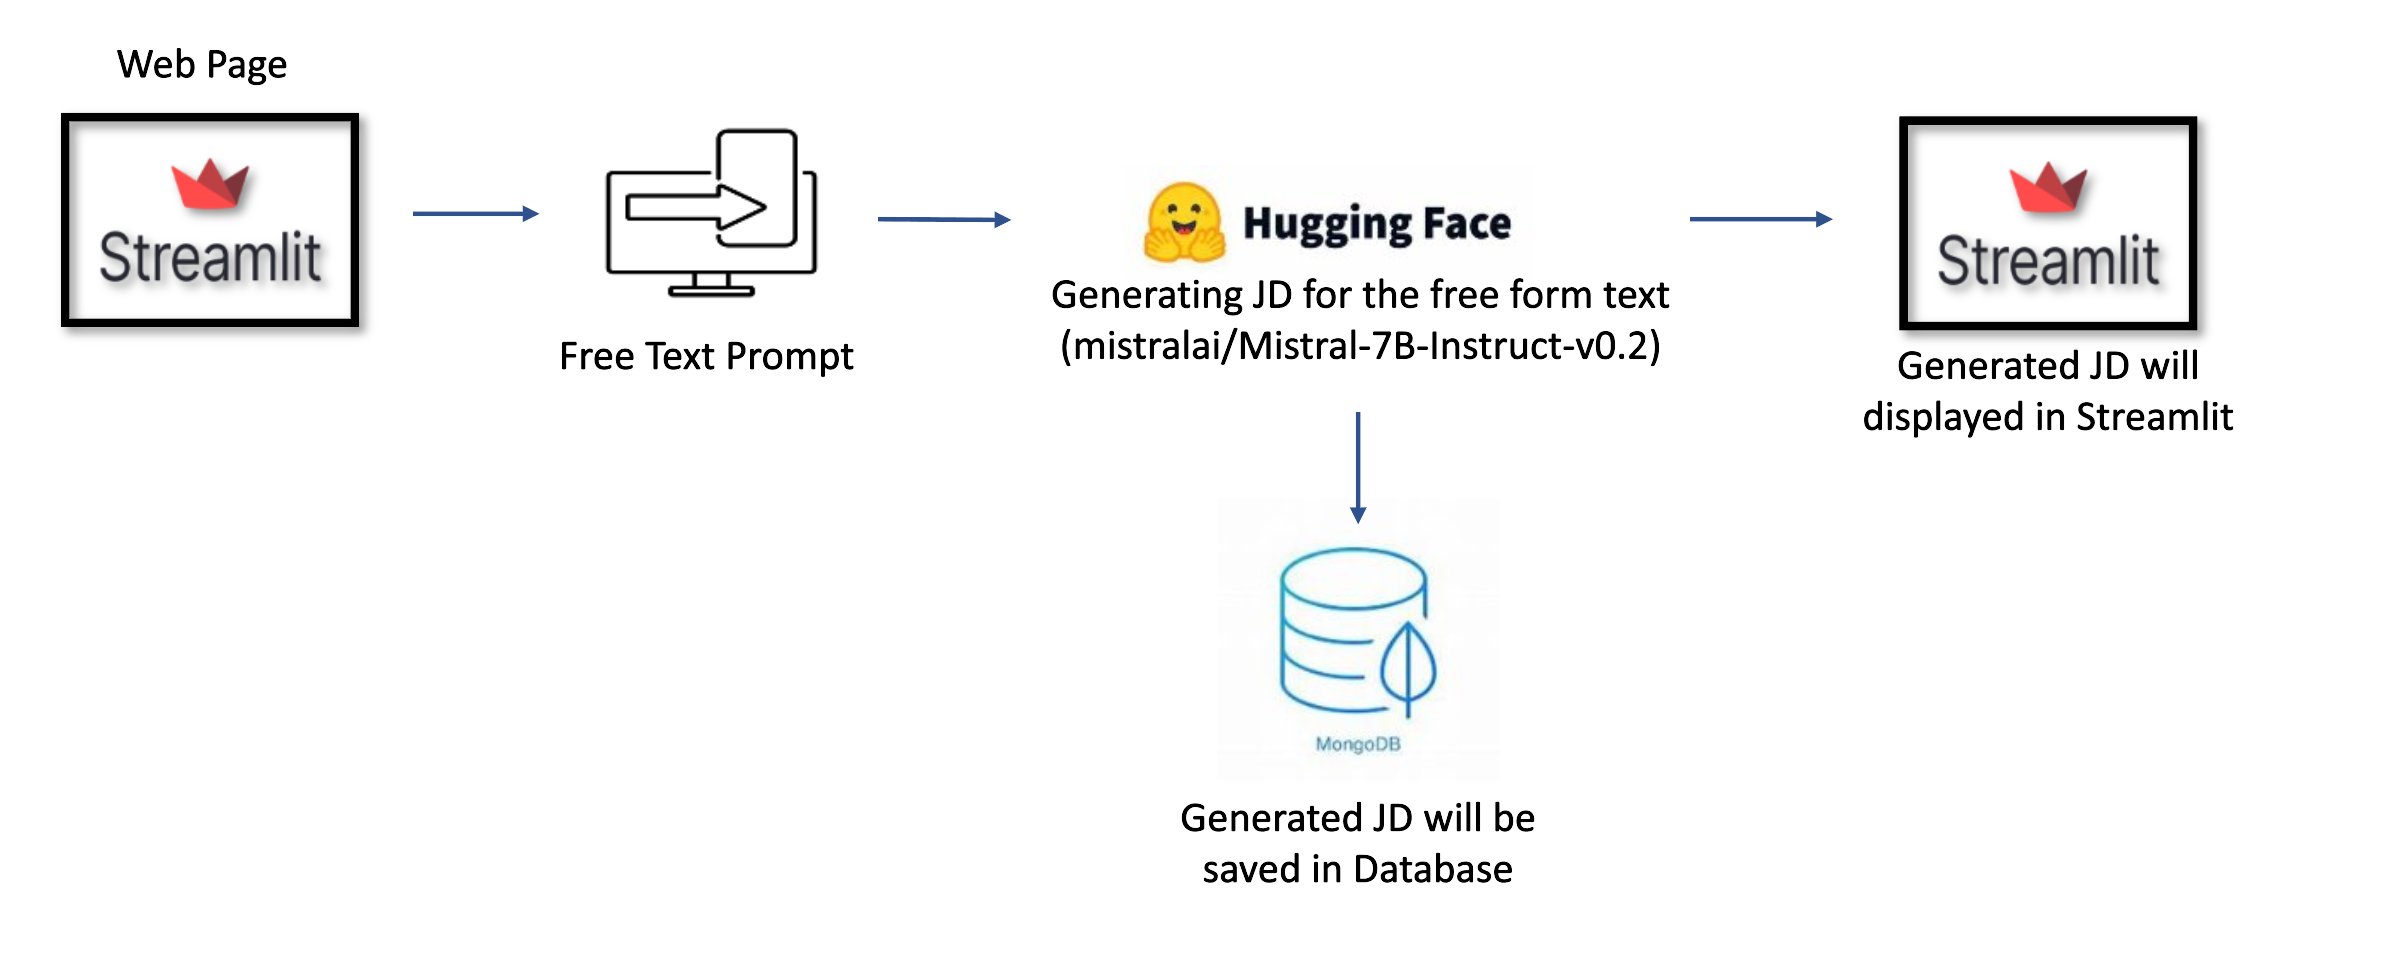 Web Page
Streamlit
Free Text Prompt
Hugging Face
Generating JD for the free form text
(mistralai/Mistral-7B-Instruct-v0.2)
Streamlit
Generated JD will
displayed in Streamlit
MongoDB
Generated JD will be
saved in Database